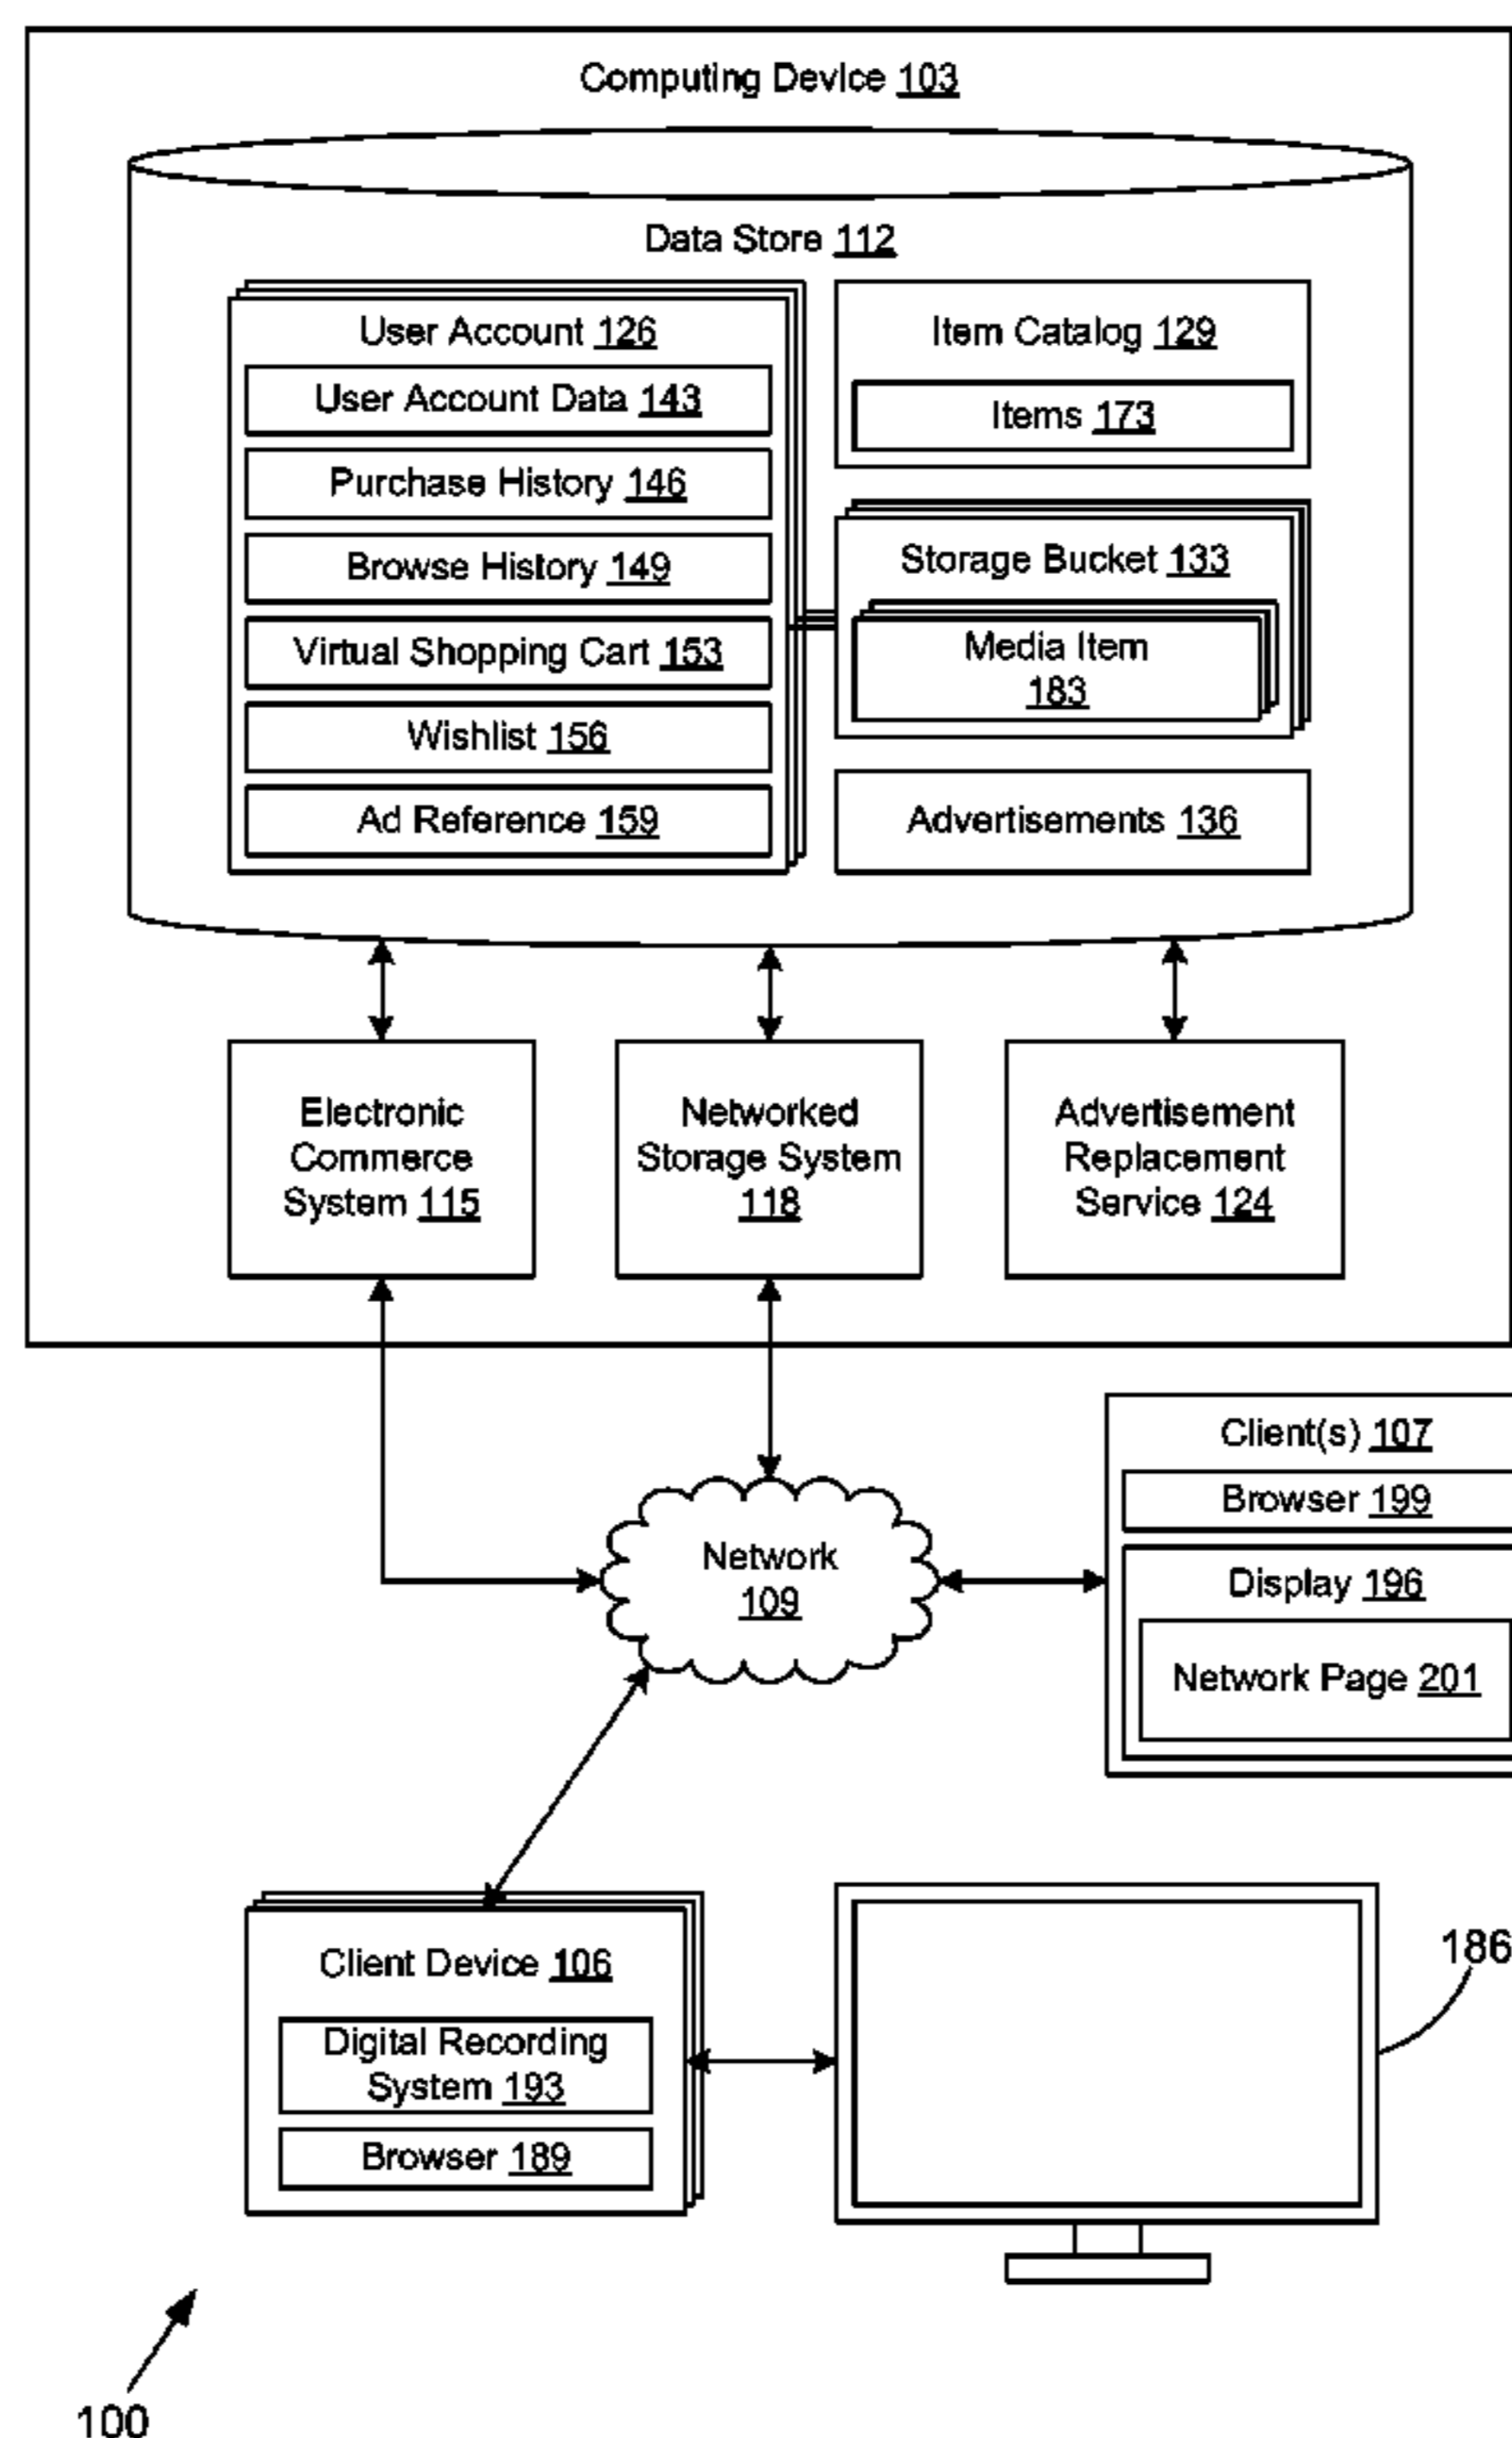 Computing Device 103
Data Store 112
User Account 126
User Account Data 143
Purchase History 146
Browse History 149
Virtual Shopping Cart 153
Wishlist 156
Ad Reference 159
Item Catalog 129
Items 173
Storage Bucket 133
Media Item
183
Advertisements 136
Electronic
Commerce
System 115
Networked
Storage System
118
Advertisement
Replacement
Service 124
Client(s) 107
Browser 199
Display 196
Network Page 201
Network
109
Client Device 106
Digital Recording
System 193
Browser 189
186
100